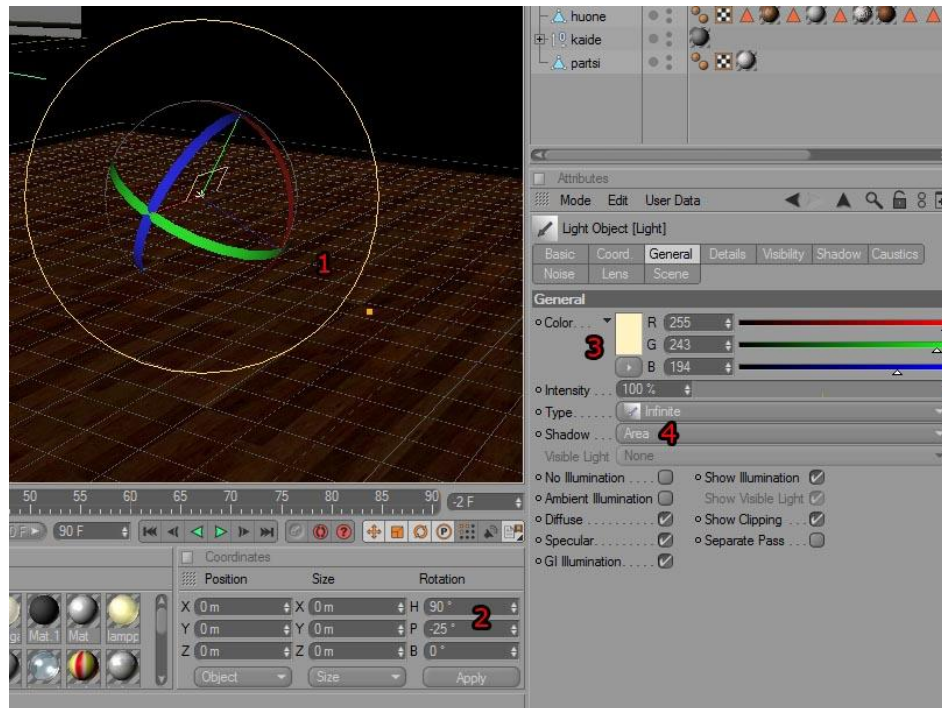 huone
kaide
partsi
Attributes
Mode Edit User Data
Light Object [Light]
Basic Coord. General Details Visibility Shadow Caustics
Noise Lens Scene
General
Color. . . R 255
G 243
B 194
3
Intensity . . . . 100 %
Type . . . . . . Infinite
Shadow . . . Area
4
Visible Light None
No Illumination . . . . Show Illumination
Ambient Illumination Show Visible Light
Diffuse . . . . . . . . . . Show Clipping . . .
Specular. . . . . . . . . Separate Pass . . .
GI Illumination. . . . .
1
50 55 60 65 70 75 80 85 90 -2 F
90 F
Coordinates
Position Size Rotation
X 0 m X 0 m H 90 °
Y 0 m Y 0 m P -25 °
Z 0 m Z 0 m B 0 °
2
Object Size Apply
Mat.1 Mat lampp